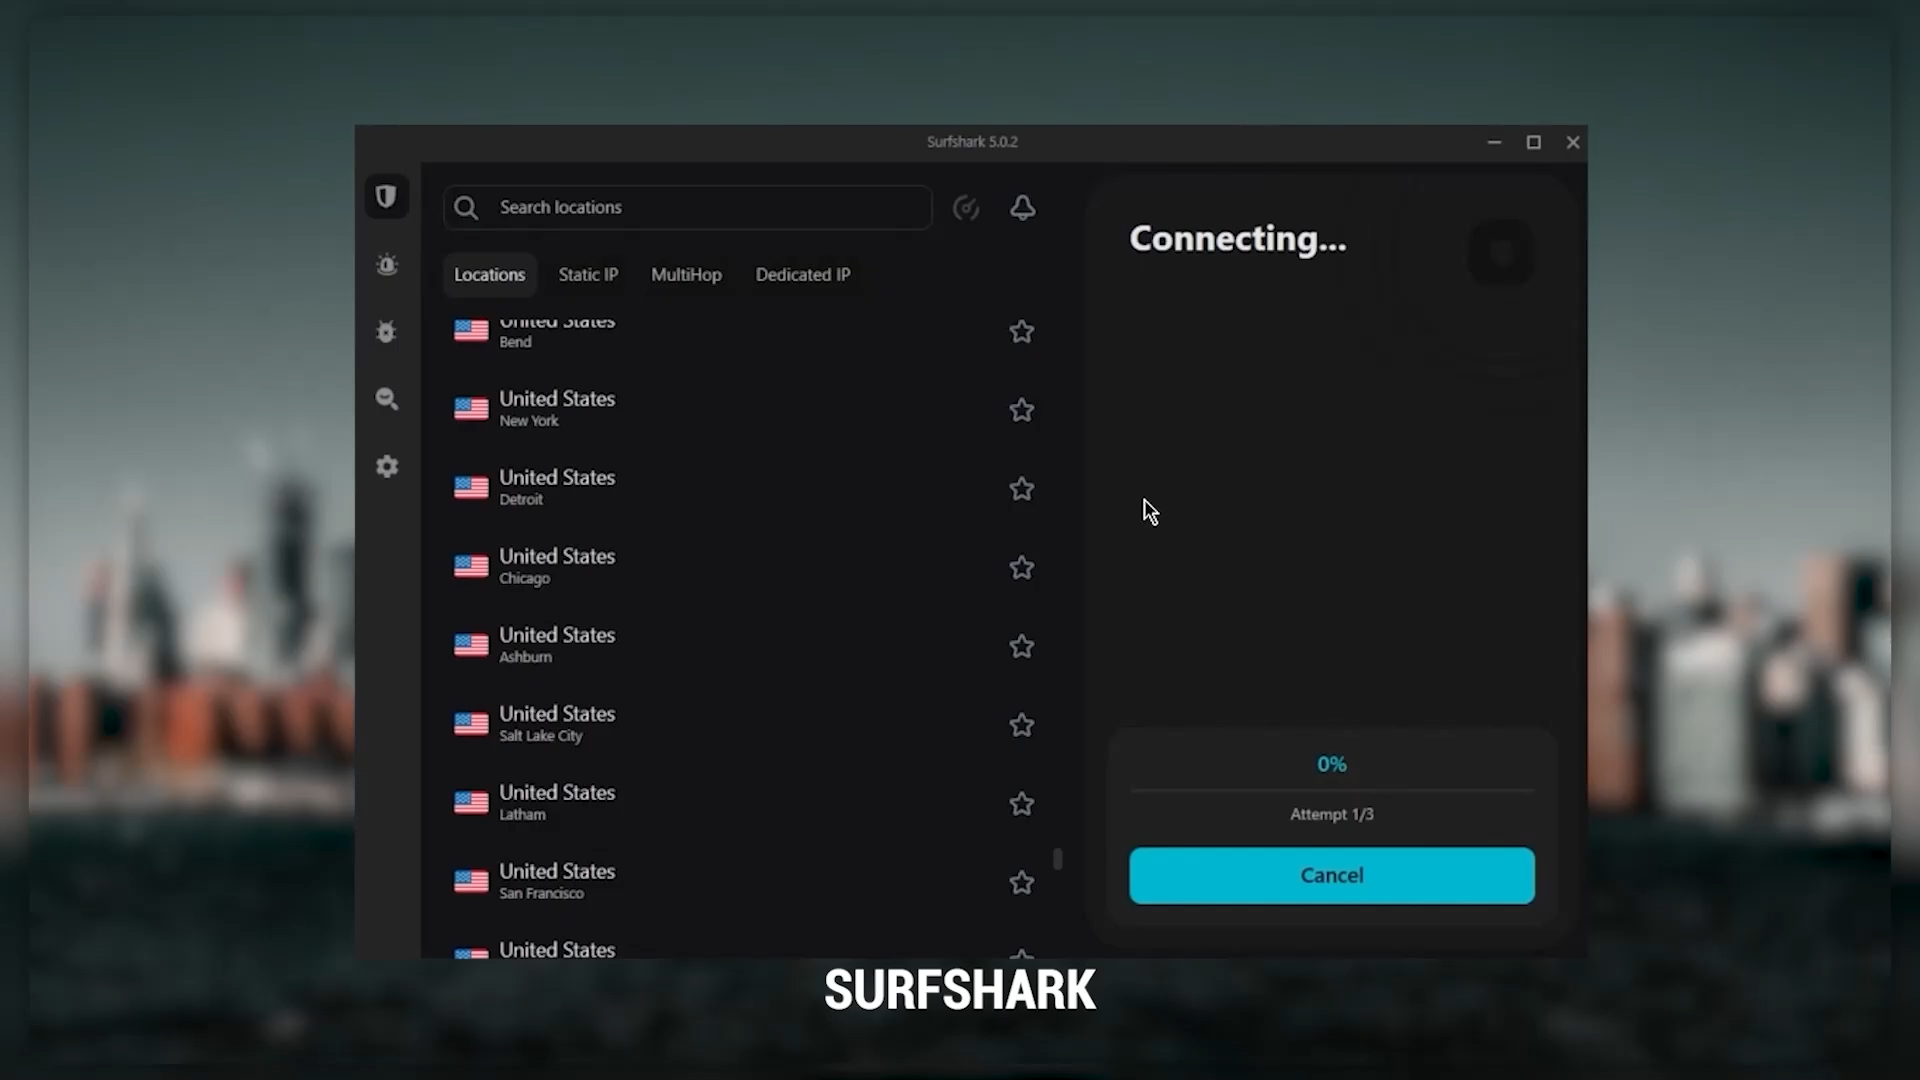 Surfshark 5.0.2
Search locations
Locations
Static IP
MultiHop
Dedicated IP
United States
Bend
United States
New York
United States
Detroit
United States
Chicago
United States
Ashburn
United States
Salt Lake City
United States
Latham
United States
San Francisco
United States
Connecting...
0%
Attempt 1/3
Cancel
SURFSHARK